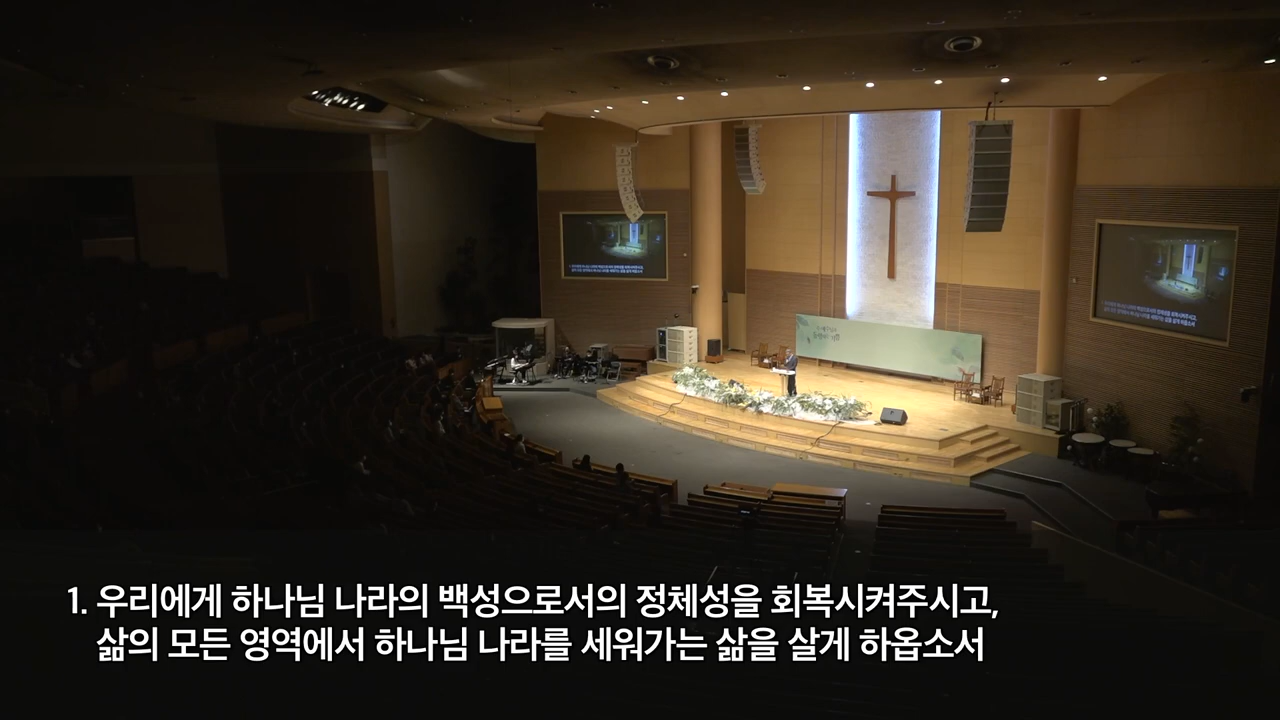 1. 우리에게 하나님 나라의 백성으로서의 정체성을 회복시켜주시고,
삶의 모든 영역에서 하나님 나라를 세워가는 삶을 살게 하옵소서